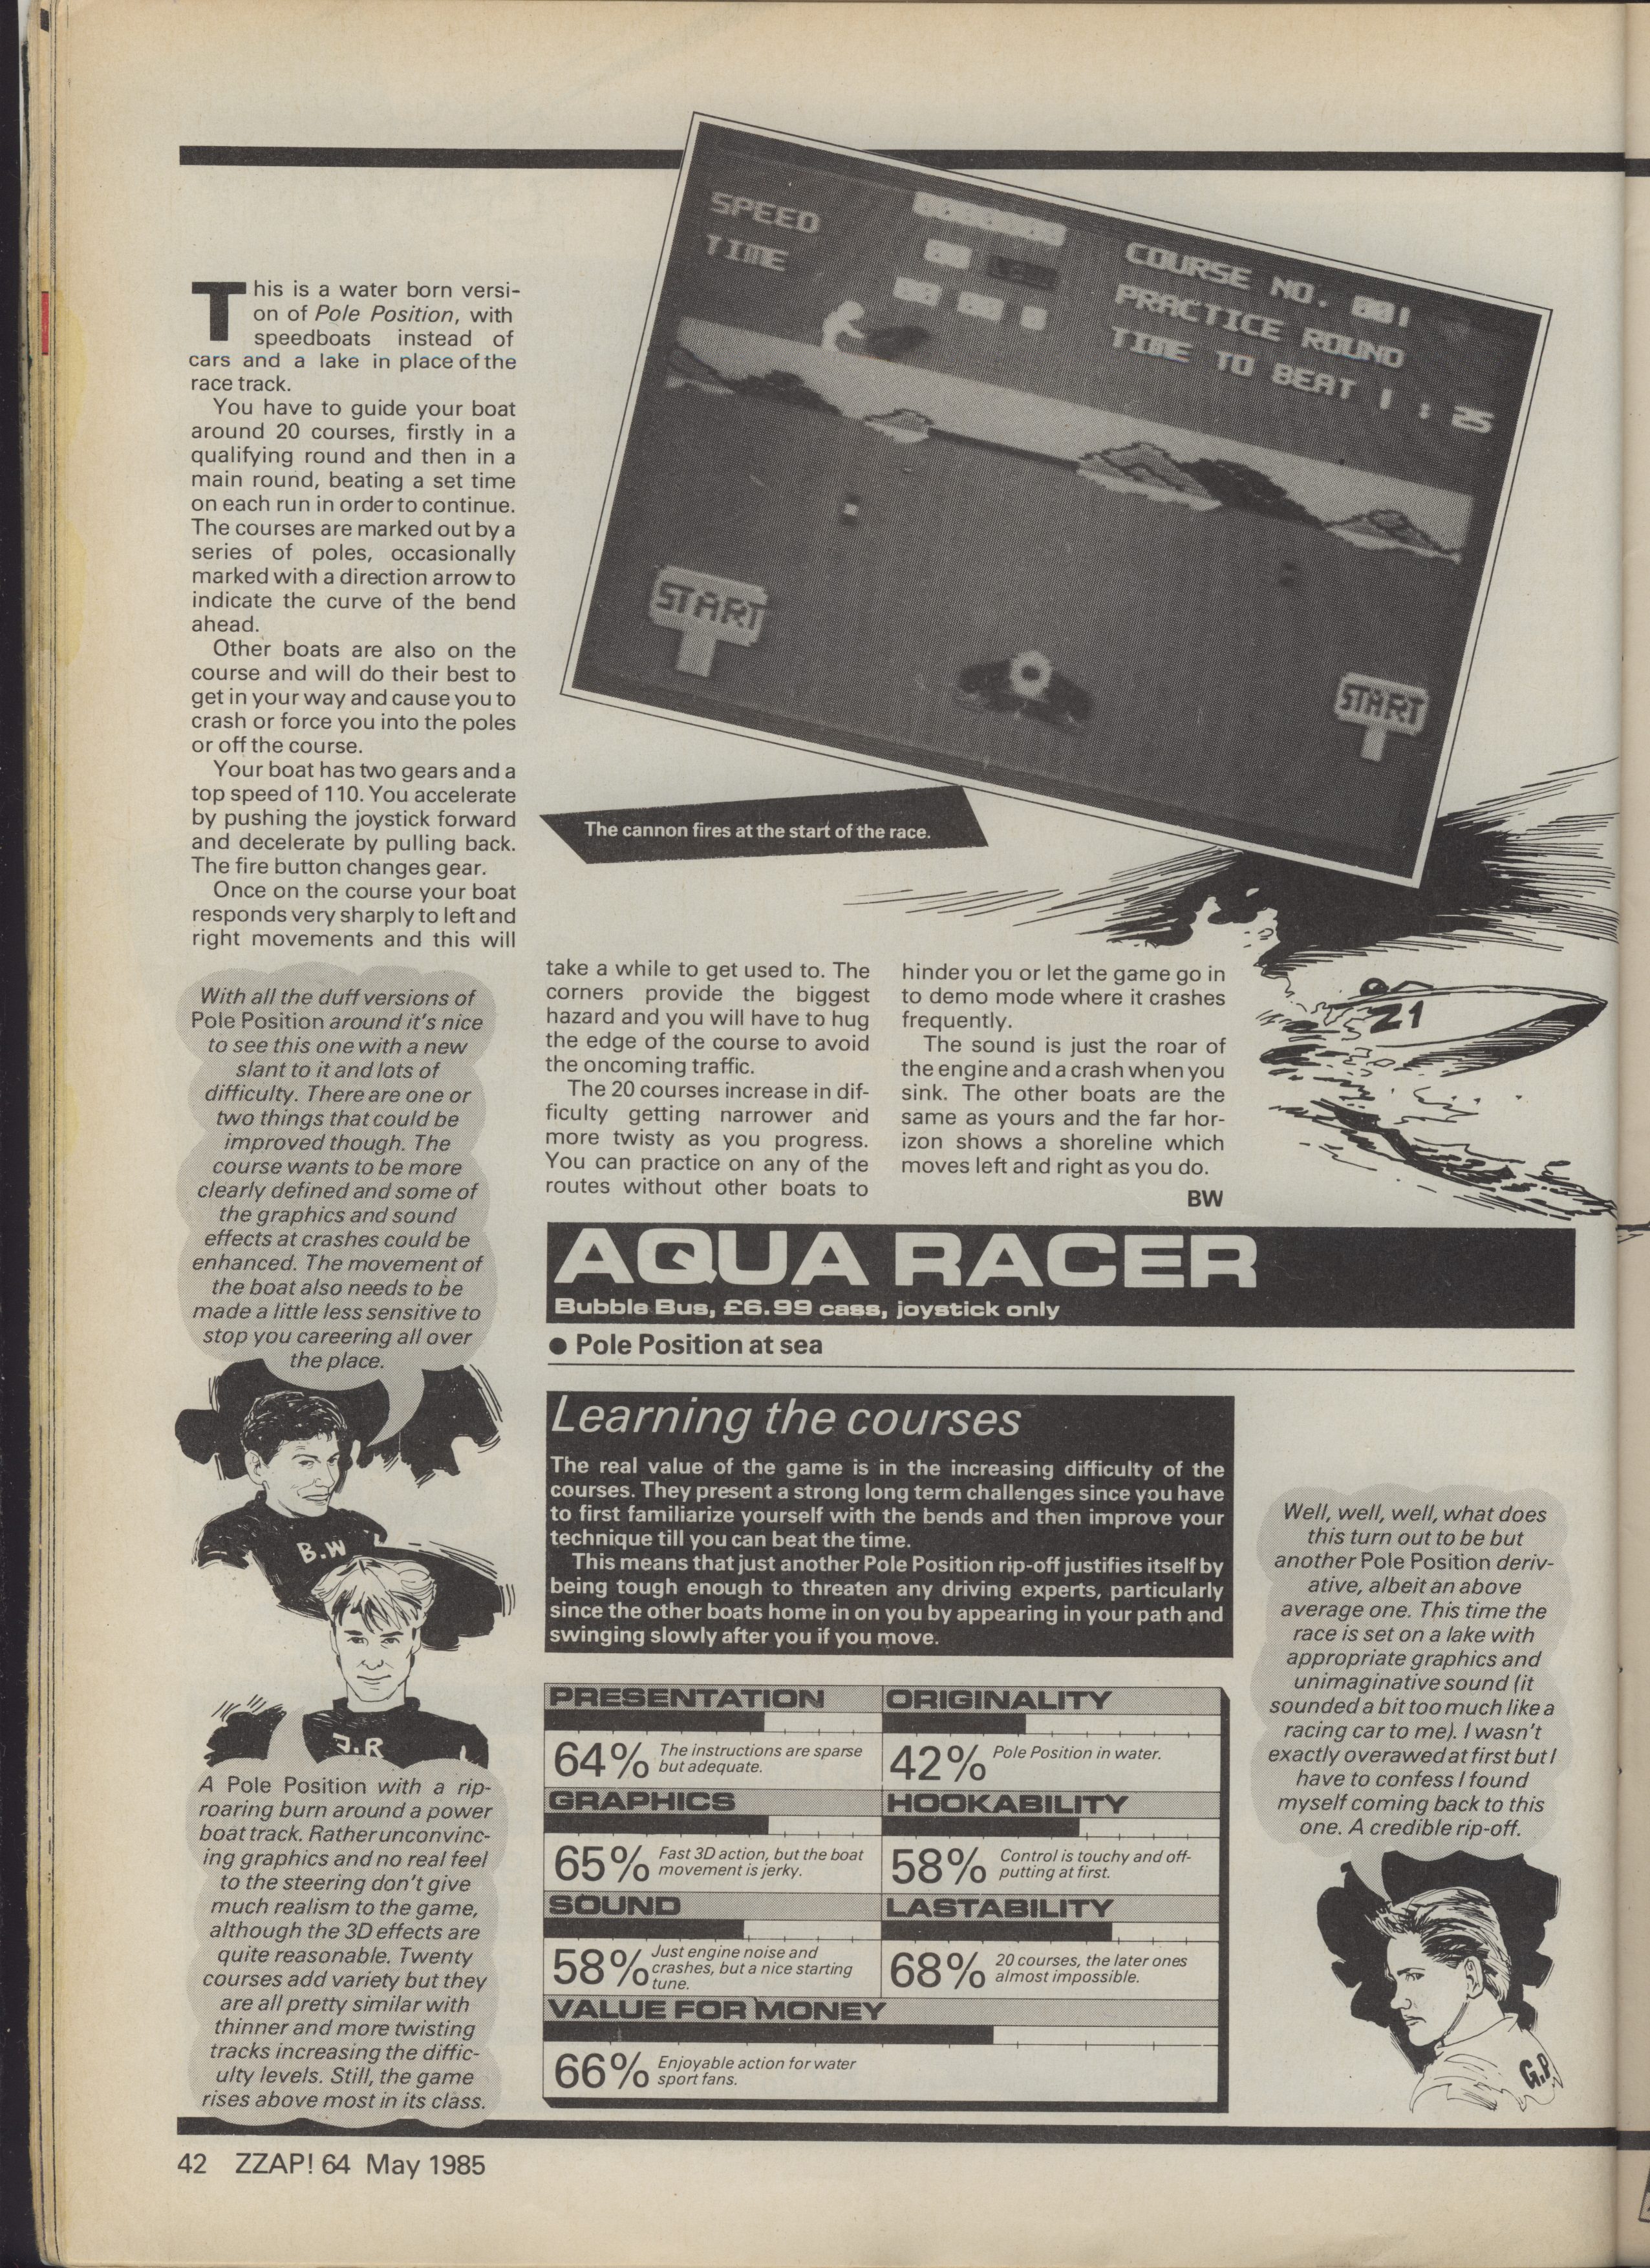 SPEED
TIME
COURSE NO. 001
PRACTICE ROUND
TIME TO BEAT 1 : 25
START
START
The cannon fires at the start of the race.
This is a water born versi-
on of Pole Position, with
speedboats instead of
cars and a lake in place of the
race track.
You have to guide your boat
around 20 courses, firstly in a
qualifying round and then in a
main round, beating a set time
on each run in order to continue.
The courses are marked out by a
series of poles, occasionally
marked with a direction arrow to
indicate the curve of the bend
ahead.
Other boats are also on the
course and will do their best to
get in your way and cause you to
crash or force you into the poles
or off the course.
Your boat has two gears and a
top speed of 110. You accelerate
by pushing the joystick forward
and decelerate by pulling back.
The fire button changes gear.
Once on the course your boat
responds very sharply to left and
right movements and this will
take a while to get used to. The
corners provide the biggest
hazard and you will have to hug
the edge of the course to avoid
the oncoming traffic.
The 20 courses increase in dif-
ficulty getting narrower and
more twisty as you progress.
You can practice on any of the
routes without other boats to
hinder you or let the game go in
to demo mode where it crashes
frequently.
The sound is just the roar of
the engine and a crash when you
sink. The other boats are the
same as yours and the far hor-
izon shows a shoreline which
moves left and right as you do.
BW
21
With all the duff versions of
Pole Position around it's nice
to see this one with a new
slant to it and lots of
difficulty. There are one or
two things that could be
improved though. The
course wants to be more
clearly defined and some of
the graphics and sound
effects at crashes could be
enhanced. The movement of
the boat also needs to be
made a little less sensitive to
stop you careering all over
the place.
B.W
J.R
A Pole Position with a rip-
roaring burn around a power
boat track. Rather unconvinc-
ing graphics and no real feel
to the steering don't give
much realism to the game,
although the 3D effects are
quite reasonable. Twenty
courses add variety but they
are all pretty similar with
thinner and more twisting
tracks increasing the diffic-
ulty levels. Still, the game
rises above most in its class.
AQUA RACER
Bubble Bus, £6.99 cass, joystick only
● Pole Position at sea
Learning the courses
The real value of the game is in the increasing difficulty of the
courses. They present a strong long term challenges since you have
to first familiarize yourself with the bends and then improve your
technique till you can beat the time.
This means that just another Pole Position rip-off justifies itself by
being tough enough to threaten any driving experts, particularly
since the other boats home in on you by appearing in your path and
swinging slowly after you if you move.
PRESENTATION
64% The instructions are sparse
but adequate.
ORIGINALITY
42% Pole Position in water.
GRAPHICS
65% Fast 3D action, but the boat
movement is jerky.
HOOKABILITY
58% Control is touchy and off-
putting at first.
SOUND
58% Just engine noise and
crashes, but a nice starting
tune.
LASTABILITY
68% 20 courses, the later ones
almost impossible.
VALUE FOR MONEY
66% Enjoyable action for water
sport fans.
Well, well, well, what does
this turn out to be but
another Pole Position deriv-
ative, albeit an above
average one. This time the
race is set on a lake with
appropriate graphics and
unimaginative sound (it
sounded a bit too much like a
racing car to me). I wasn't
exactly overawed at first but I
have to confess I found
myself coming back to this
one. A credible rip-off.
G.P
42 ZZAP! 64 May 1985